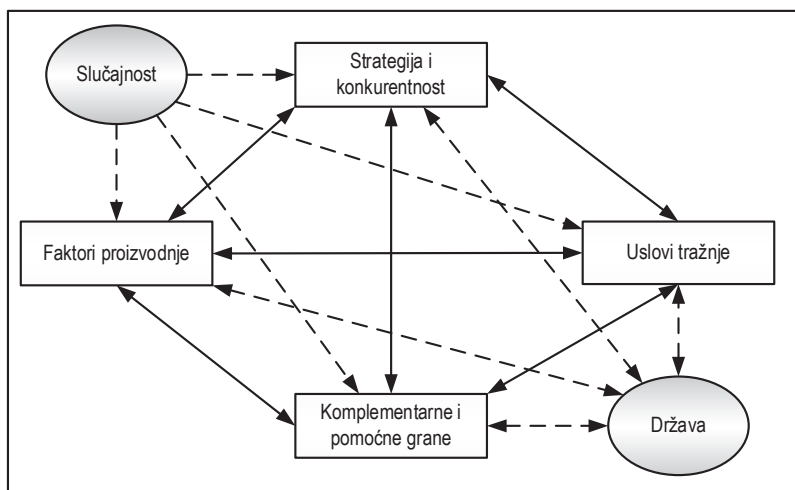 Slučajnost
Strategija i
konkurentnost
Faktori proizvodnje
Uslovi tražnje
Komplementarne i
pomoćne grane
Država